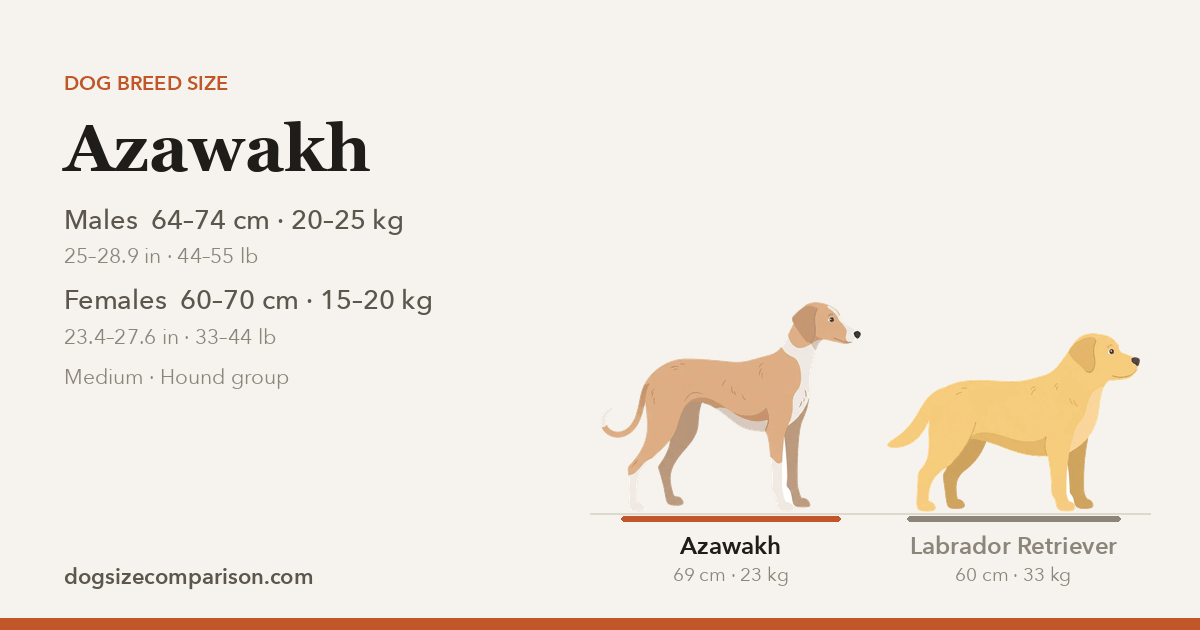 DOG BREED SIZE
Azawakh
Males 64–74 cm · 20–25 kg
25–28.9 in · 44–55 lb
Females 60–70 cm · 15–20 kg
23.4–27.6 in · 33–44 lb
Medium · Hound group
Azawakh
69 cm · 23 kg
Labrador Retriever
60 cm · 33 kg
dogsizecomparison.com